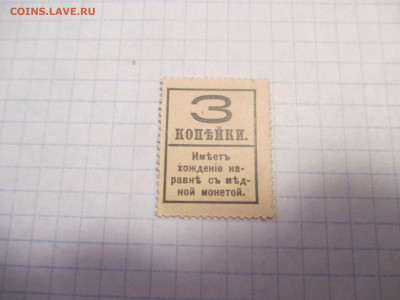 COINS.LAVE.RU
3
КОПѢЙКИ.
Имѣетъ
хожденіе на-
равнѣ съ мѣд-
ной монетой.